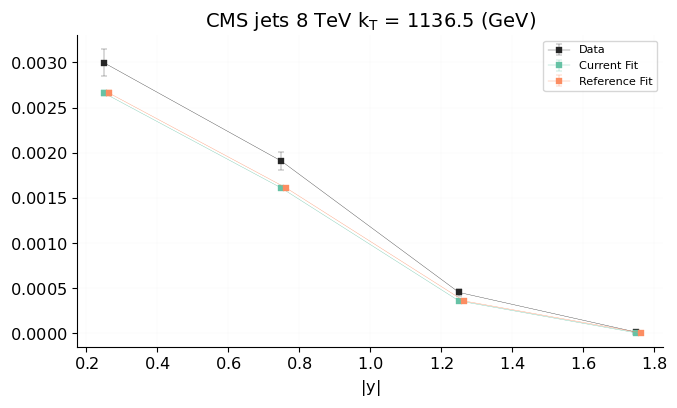 CMS jets 8 TeV k_T = 1136.5 (GeV)
Data
Current Fit
Reference Fit
0.0030
0.0025
0.0020
0.0015
0.0010
0.0005
0.0000
0.2 0.4 0.6 0.8 1.0 1.2 1.4 1.6 1.8
|y|